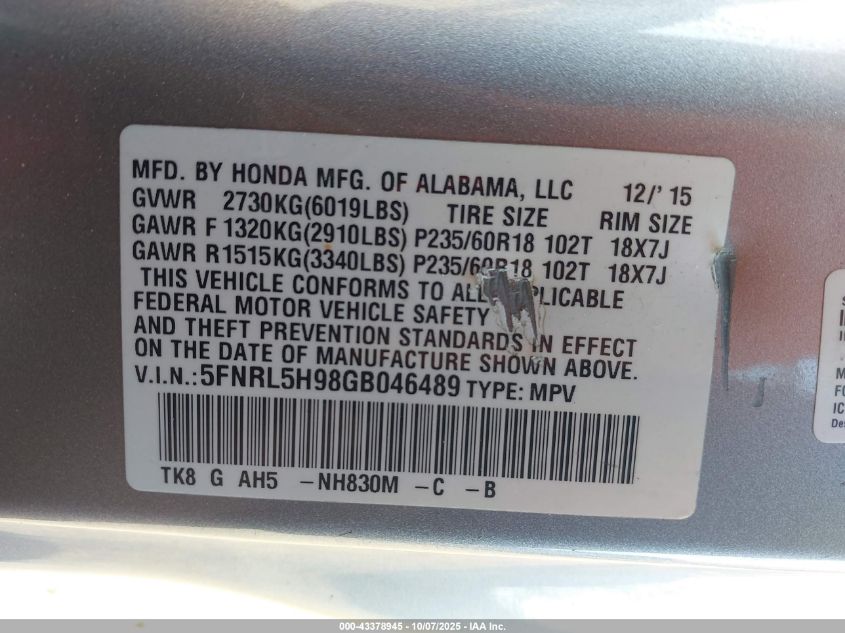 MFD. BY HONDA MFG. OF ALABAMA, LLC 12/' 15
GVWR 2730KG(6019LBS) TIRE SIZE RIM SIZE
GAWR F 1320KG(2910LBS) P235/60R18 102T 18X7J
GAWR R1515KG(3340LBS) P235/60R18 102T 18X7J
THIS VEHICLE CONFORMS TO ALL APPLICABLE
FEDERAL MOTOR VEHICLE SAFETY
AND THEFT PREVENTION STANDARDS IN EFFECT
ON THE DATE OF MANUFACTURE SHOWN ABOVE.
V.I.N.:5FNRL5H98GB046489 TYPE: MPV
TK8 G AH5 -NH830M -C -B
000-43378945 - 10/07/2025 - IAA Inc.